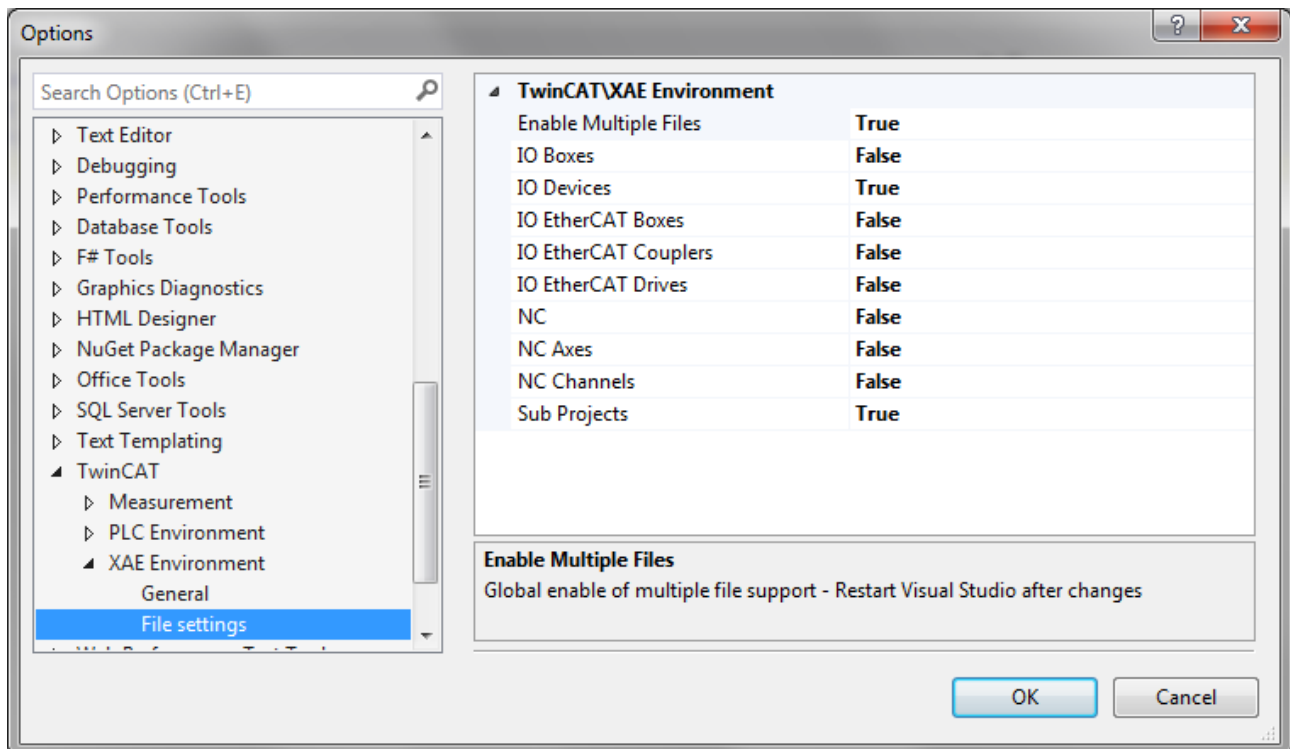 Options
Search Options (Ctrl+E)
Text Editor
Debugging
Performance Tools
Database Tools
F# Tools
Graphics Diagnostics
HTML Designer
NuGet Package Manager
Office Tools
SQL Server Tools
Text Templating
TwinCAT
Measurement
PLC Environment
XAE Environment
General
File settings
TwinCAT\XAE Environment
Enable Multiple Files True
IO Boxes False
IO Devices True
IO EtherCAT Boxes False
IO EtherCAT Couplers False
IO EtherCAT Drives False
NC False
NC Axes False
NC Channels False
Sub Projects True
Enable Multiple Files
Global enable of multiple file support - Restart Visual Studio after changes
OK Cancel